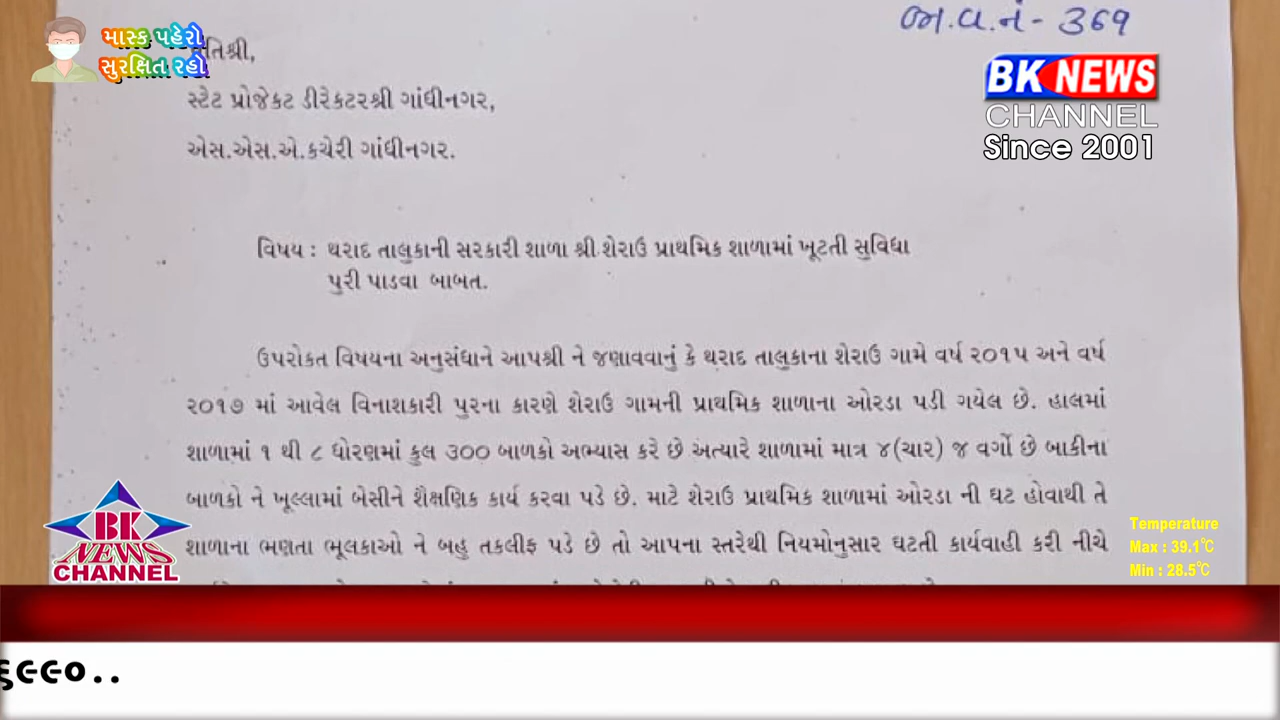 જા.વ.નં - ૩૬૧
માસ્ક પહેરો
સુરક્ષિત રહો
BK NEWS
CHANNEL
Since 2001
સ્ટેટ પ્રોજેકટ ડીરેકટરશ્રી ગાંધીનગર,
એસ.એસ.એ.કચેરી ગાંધીનગર.
વિષય : થરાદ તાલુકાની સરકારી શાળા શ્રી શેરાઉ પ્રાથમિક શાળામાં ખૂટતી સુવિધા
પુરી પાડવા બાબત.
ઉપરોકત વિષયના અનુસંધાને આપશ્રી ને જણાવવાનું કે થરાદ તાલુકાના શેરાઉ ગામે વર્ષ ૨૦૧૫ અને વર્ષ
૨૦૧૭ માં આવેલ વિનાશકારી પુરના કારણે શેરાઉ ગામની પ્રાથમિક શાળાના ઓરડા પડી ગયેલ છે. હાલમાં
શાળામાં ૧ થી ૮ ધોરણમાં કુલ ૩૦૦ બાળકો અભ્યાસ કરે છે અત્યારે શાળામાં માત્ર ૪(ચાર) જ વર્ગો છે બાકીના
બાળકો ને ખૂલ્લામાં બેસીને શૈક્ષણિક કાર્ય કરવા પડે છે. માટે શેરાઉ પ્રાથમિક શાળામાં ઓરડા ની ઘટ હોવાથી તે
શાળાના ભણતા ભૂલકાઓ ને બહુ તકલીફ પડે છે તો આપના સ્તરેથી નિયમોનુસાર ઘટતી કાર્યવાહી કરી નીચે
BK
NEWS
CHANNEL
Temperature
Max : 39.1℃
Min : 28.5℃
૬૯૯૦..